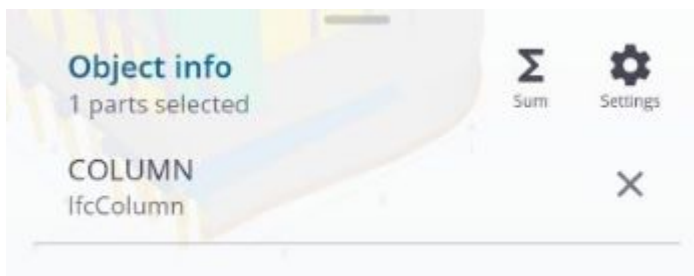 Object info
1 parts selected
Sum
Settings
COLUMN
IfcColumn